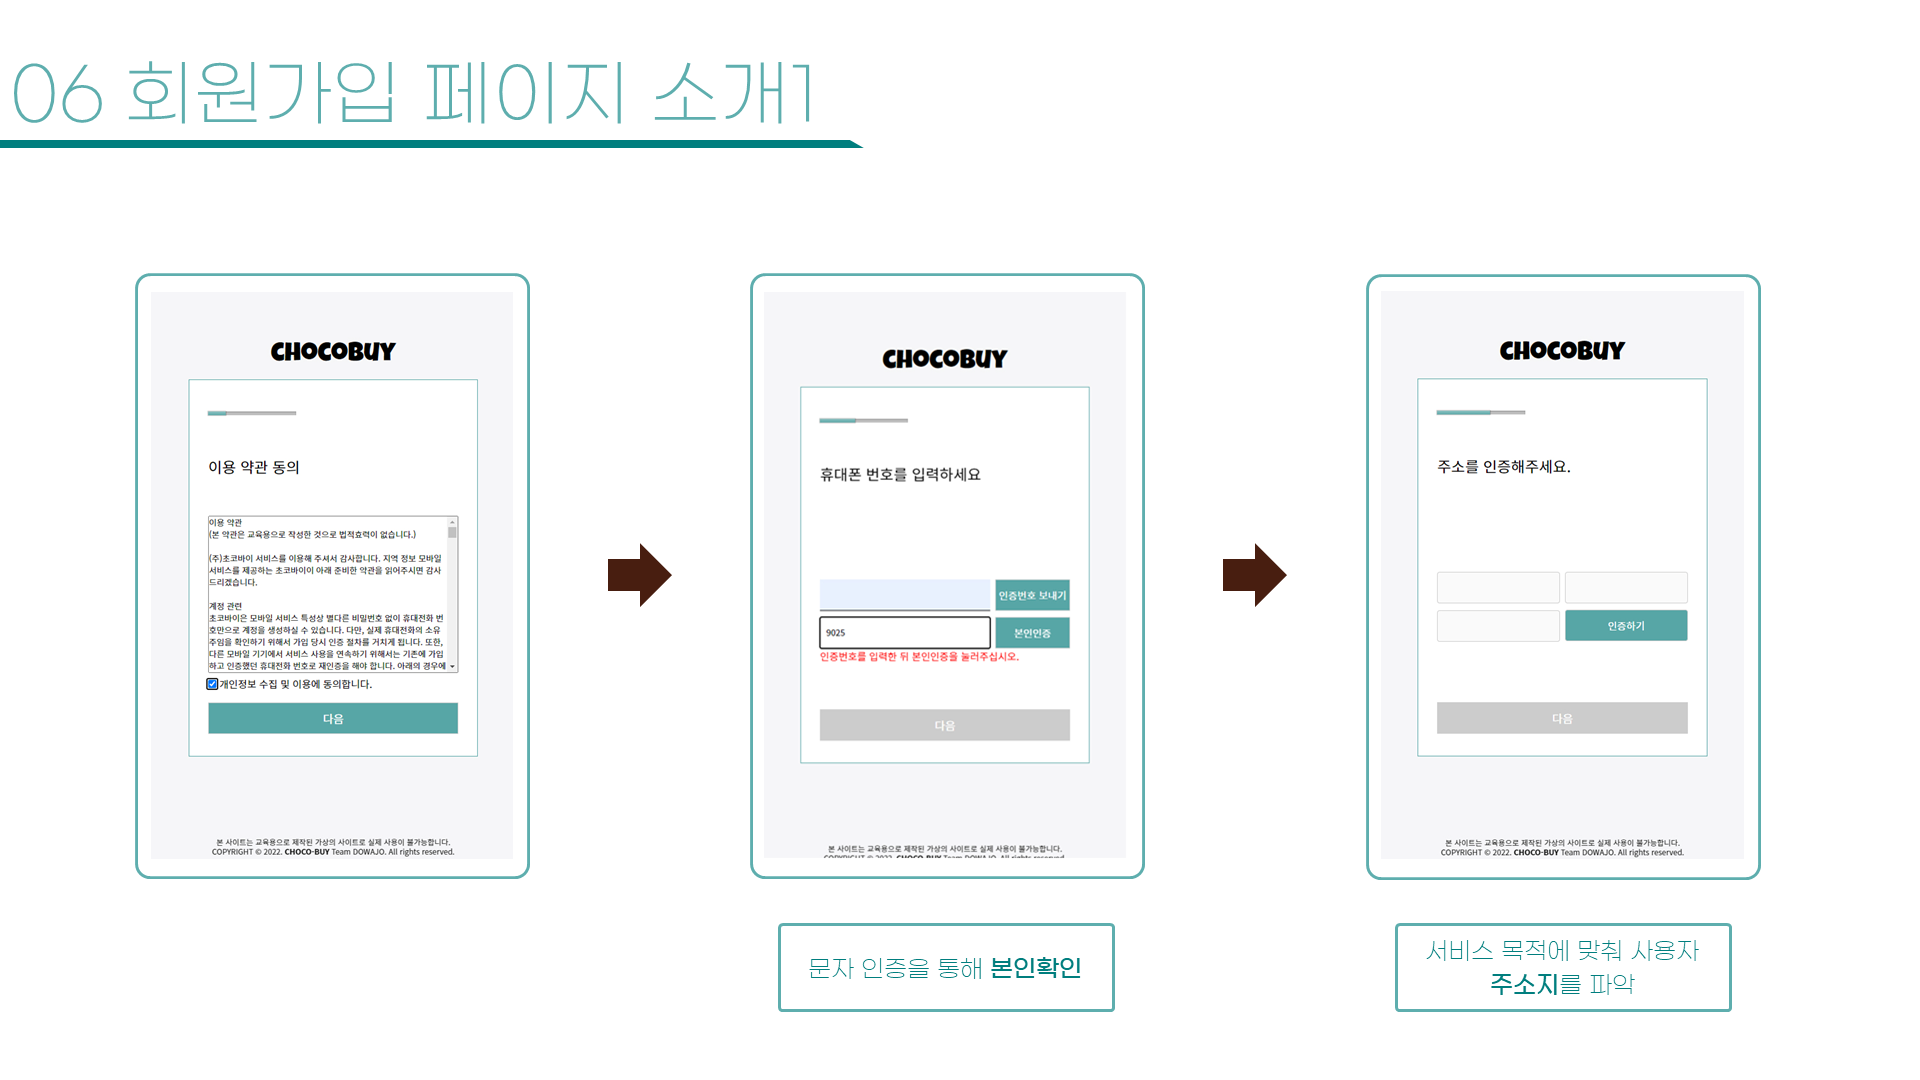 06 회원가입 페이지 소개1
CHOCOBUY
이용 약관 동의
이용 약관
(본 약관은 교육용으로 작성한 것으로 법적효력이 없습니다.)
(주)초코바이 서비스를 이용해 주셔서 감사합니다. 지역 정보 모바일
서비스를 제공하는 초코바이이 아래 준비한 약관을 읽어주시면 감사
드리겠습니다.
계정 관련
초코바이은 모바일 서비스 특성상 별다른 비밀번호 없이 휴대전화 번
호만으로 계정을 생성하실 수 있습니다. 다만, 실제 휴대전화의 소유
주임을 확인하기 위해서 가입 당시 인증 절차를 거치게 됩니다. 또한,
다른 모바일 기기에서 서비스 사용을 연속하기 위해서는 기존에 가입
하고 인증했던 휴대전화 번호로 재인증을 해야 합니다. 아래의 경우에
개인정보 수집 및 이용에 동의합니다.
다음
본 사이트는 교육용으로 제작된 가상의 사이트로 실제 사용이 불가능합니다.
COPYRIGHT © 2022. CHOCO-BUY Team DOWAJO. All rights reserved.
CHOCOBUY
휴대폰 번호를 입력하세요
인증번호 보내기
9025
본인인증
인증번호를 입력한 뒤 본인인증을 눌러주십시오.
다음
본 사이트는 교육용으로 제작된 가상의 사이트로 실제 사용이 불가능합니다.
COPYRIGHT © 2022. CHOCO-BUY Team DOWAJO. All rights reserved.
문자 인증을 통해 본인확인
CHOCOBUY
주소를 인증해주세요.
인증하기
다음
본 사이트는 교육용으로 제작된 가상의 사이트로 실제 사용이 불가능합니다.
COPYRIGHT © 2022. CHOCO-BUY Team DOWAJO. All rights reserved.
서비스 목적에 맞춰 사용자
주소지를 파악